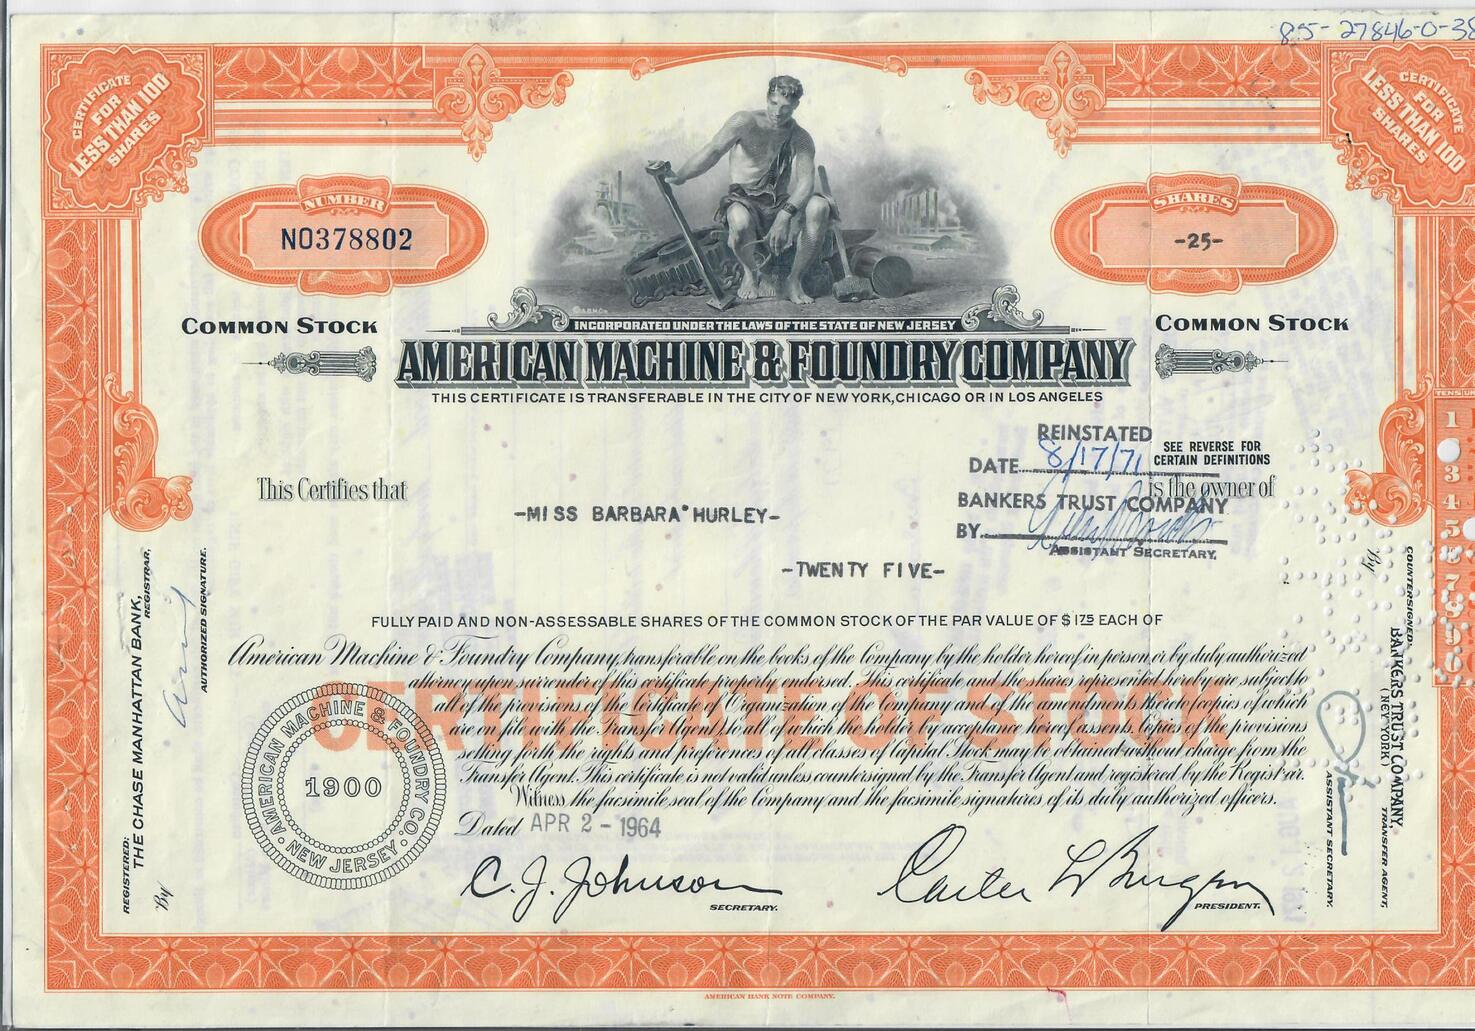 85-27846-0-38
CERTIFICATE
FOR
LESS THAN 100
SHARES
CERTIFICATE
FOR
LESS THAN 100
SHARES
NUMBER
NO378802
SHARES
-25-
COMMON STOCK
COMMON STOCK
INCORPORATED UNDER THE LAWS OF THE STATE OF NEW JERSEY
AMERICAN MACHINE & FOUNDRY COMPANY
THIS CERTIFICATE IS TRANSFERABLE IN THE CITY OF NEW YORK, CHICAGO OR IN LOS ANGELES
REINSTATED
DATE 8/17/71
SEE REVERSE FOR
CERTAIN DEFINITIONS
This Certifies that
is the owner of
BANKERS TRUST COMPANY
-MISS BARBARA HURLEY-
BY
ASSISTANT SECRETARY.
-TWENTY FIVE-
FULLY PAID AND NON-ASSESSABLE SHARES OF THE COMMON STOCK OF THE PAR VALUE OF $1.75 EACH OF
American Machine & Foundry Company, transferable on the books of the Company by the holder hereof in person or by duly authorized
attorney upon surrender of this certificate properly endorsed. This certificate and the shares represented hereby are subject to
all of the provisions of the Certificate of Organization of the Company and of the amendments thereto (copies of which
are on file with the Transfer Agent), to all of which the holder by acceptance hereof assents. Copies of the provisions
setting forth the rights and preferences of all classes of Capital Stock may be obtained without charge from the
Transfer Agent. This certificate is not valid unless countersigned by the Transfer Agent and registered by the Registrar.
Witness the facsimile seal of the Company and the facsimile signatures of its duly authorized officers.
CERTIFICATE OF STOCK
Dated APR 2 - 1964
AMERICAN MACHINE & FOUNDRY CO.
1900
NEW JERSEY
C. J. Johnson
SECRETARY.
Carter L Burgess
PRESIDENT.
REGISTERED:
THE CHASE MANHATTAN BANK,
REGISTRAR,
By
AUTHORIZED SIGNATURE.
COUNTERSIGNED:
BANKERS TRUST COMPANY,
(NEW YORK)
TRANSFER AGENT,
By
ASSISTANT SECRETARY.
1
3
4
5
7
9
AMERICAN BANK NOTE COMPANY.